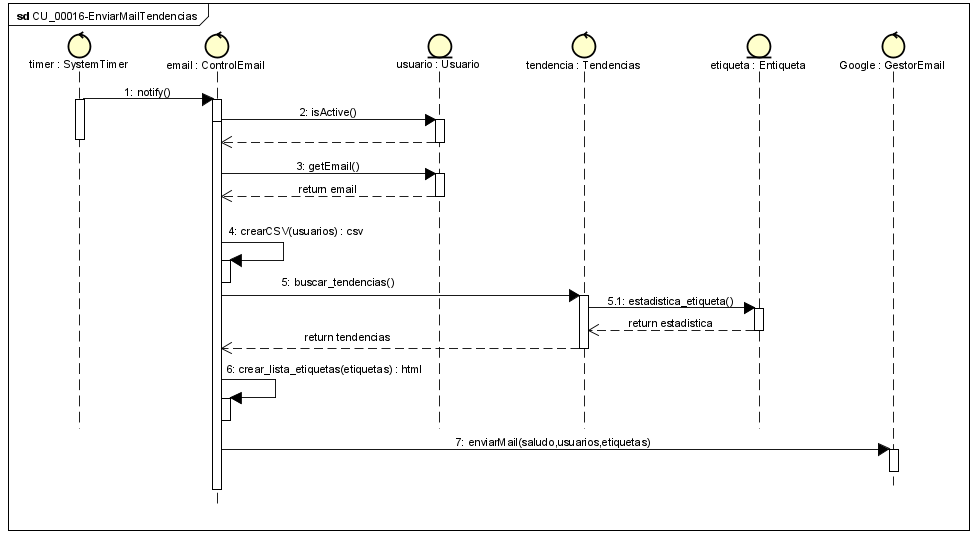 sd CU_00016-EnviarMailTendencias
timer : SystemTimer
email : ControlEmail
usuario : Usuario
tendencia : Tendencias
etiqueta : Entiqueta
Google : GestorEmail
1: notify()
2: isActive()
3: getEmail()
return email
4: crearCSV(usuarios) : csv
5: buscar_tendencias()
5.1: estadistica_etiqueta()
return estadistica
return tendencias
6: crear_lista_etiquetas(etiquetas) : html
7: enviarMail(saludo,usuarios,etiquetas)